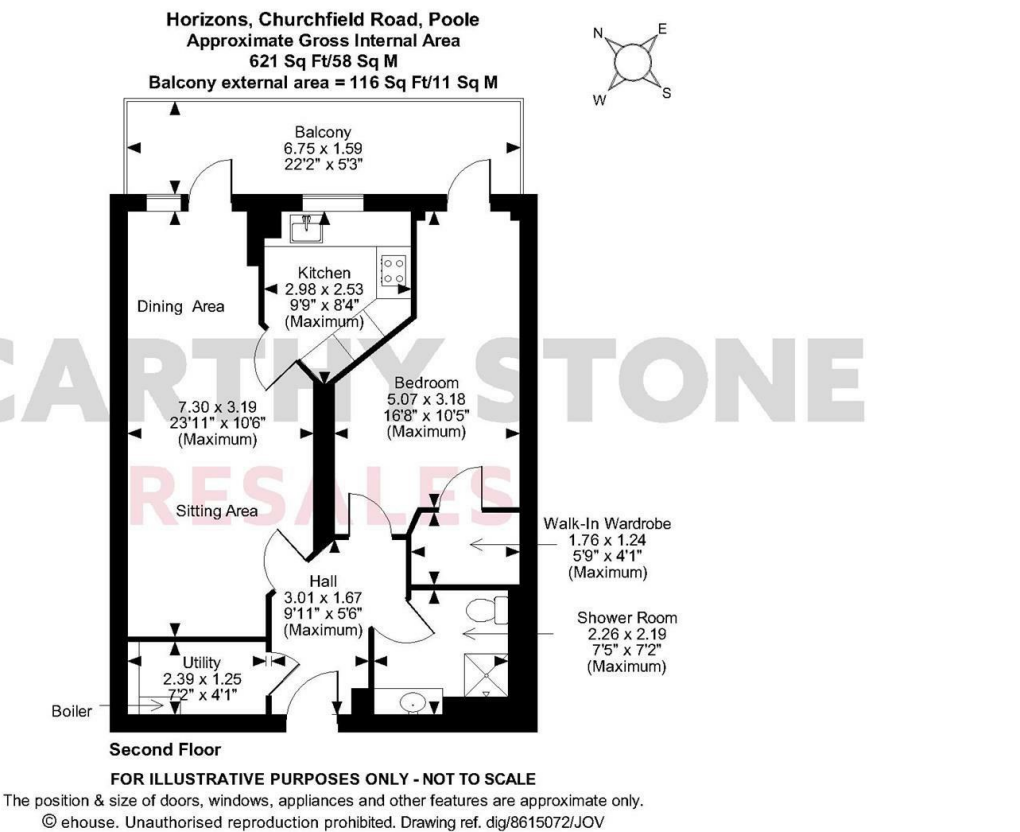 Horizons, Churchfield Road, Poole
Approximate Gross Internal Area
621 Sq Ft/58 Sq M
Balcony external area = 116 Sq Ft/11 Sq M
N
E
W
S
Balcony
6.75 x 1.59
22'2" x 5'3"
Kitchen
2.98 x 2.53
9'9" x 8'4"
(Maximum)
Dining Area
CARTHY STONE
RESALES
Bedroom
5.07 x 3.18
16'8" x 10'5"
(Maximum)
7.30 x 3.19
23'11" x 10'6"
(Maximum)
Sitting Area
Walk-In Wardrobe
1.76 x 1.24
5'9" x 4'1"
(Maximum)
Hall
3.01 x 1.67
9'11" x 5'6"
(Maximum)
Shower Room
2.26 x 2.19
7'5" x 7'2"
(Maximum)
Utility
2.39 x 1.25
7'2" x 4'1"
Boiler
Second Floor
FOR ILLUSTRATIVE PURPOSES ONLY - NOT TO SCALE
The position & size of doors, windows, appliances and other features are approximate only.
© ehouse. Unauthorised reproduction prohibited. Drawing ref. dig/8615072/JOV